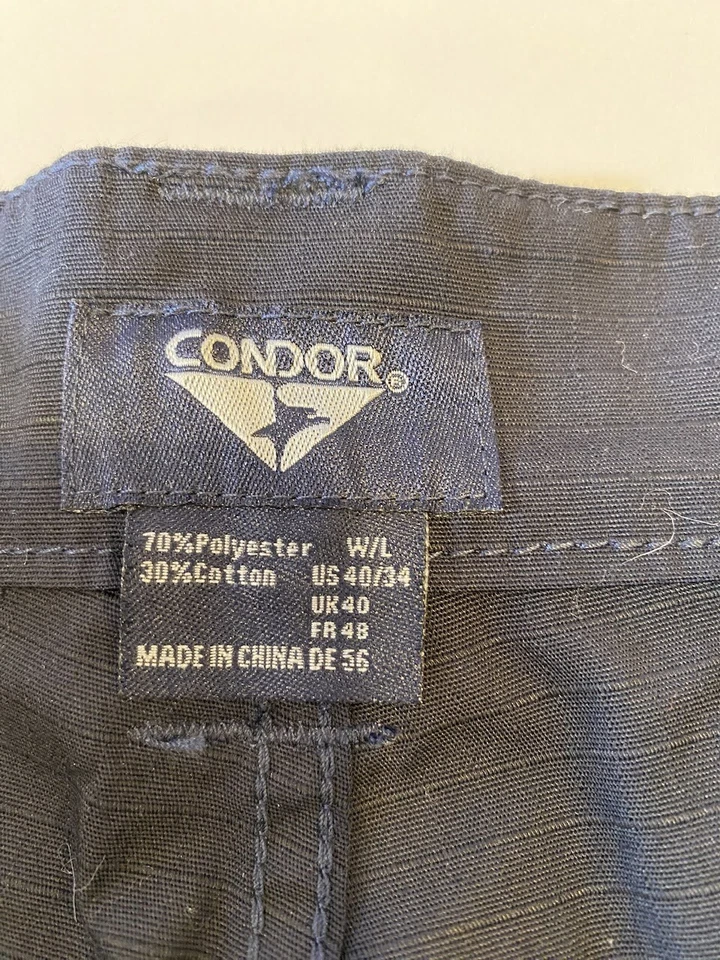 CONDOR®
70%Polyester W/L
30%Cotton US 40/34
UK 40
FR 48
MADE IN CHINA DE 56